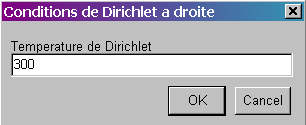 Conditions de Dirichlet a droite
Temperature de Dirichlet
300
OK Cancel